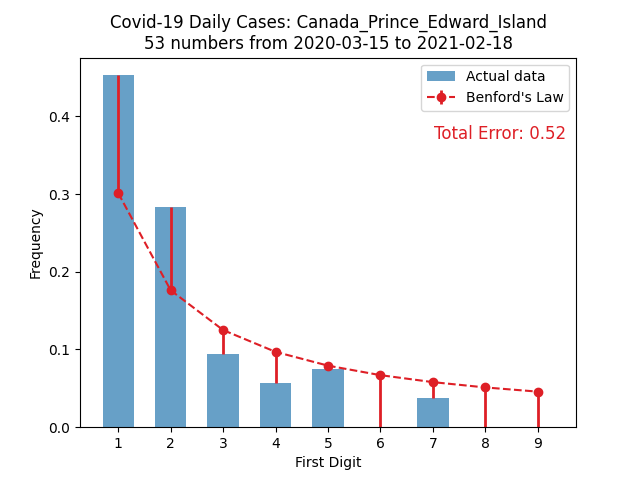 Covid-19 Daily Cases: Canada_Prince_Edward_Island
53 numbers from 2020-03-15 to 2021-02-18
Actual data
Benford's Law
Total Error: 0.52
Frequency
0.4
0.3
0.2
0.1
0.0
1 2 3 4 5 6 7 8 9
First Digit